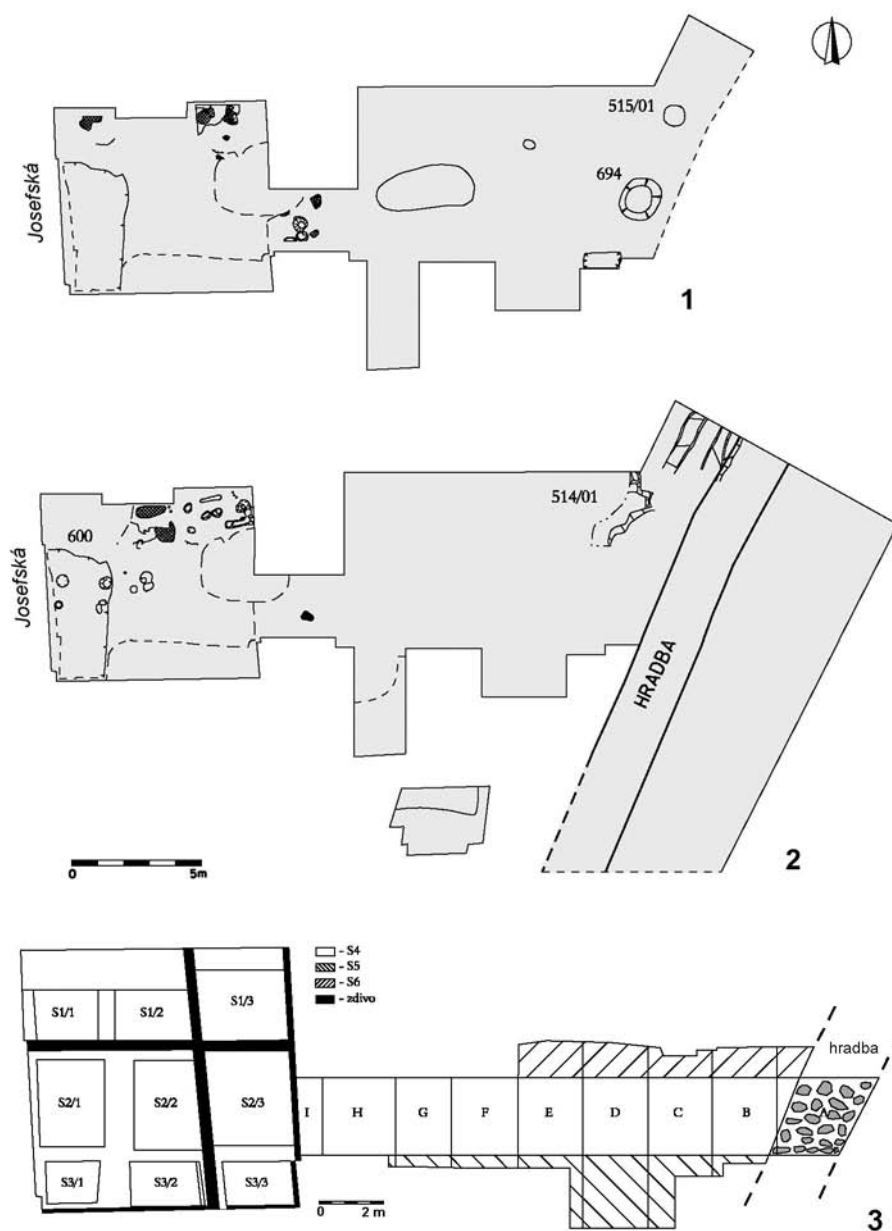 515/01
694
Josefská
1
514/01
600
Josefská
HRADBA
0 5m
2
- S4
- S5
- S6
- zdivo
S1/1 S1/2 S1/3
hradba
S2/1 S2/2 S2/3 I H G F E D C B A
S3/1 S3/2 S3/3
0 2 m
3